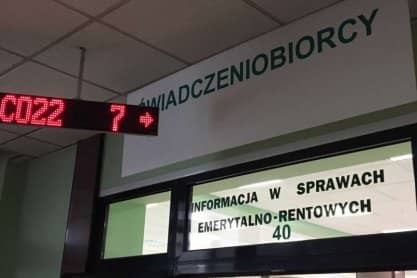 ŚWIADCZENIOBIORCY
C022 7 →
INFORMACJA W SPRAWACH
EMERYTALNO-RENTOWYCH
40